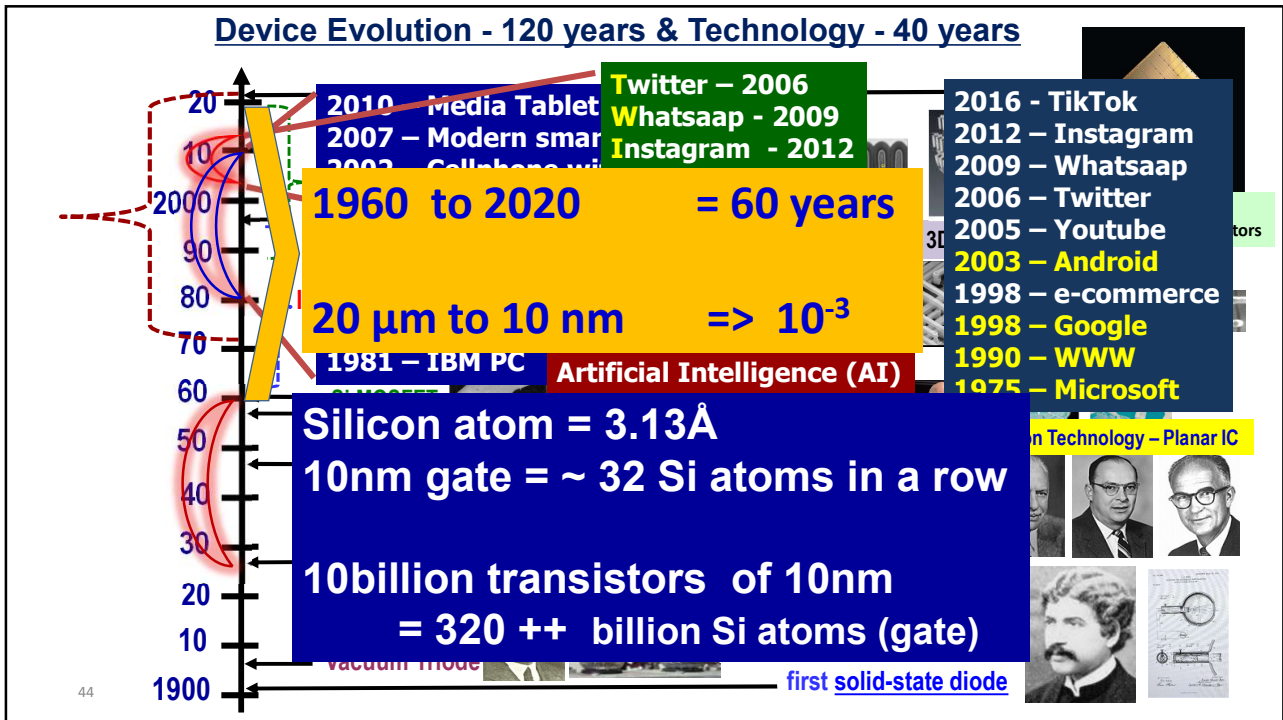 Device Evolution - 120 years & Technology - 40 years
20
10
2000
90
80
70
60
50
40
30
20
10
1900
2010 – Media Tablet
2007 – Modern
1981 – IBM PC
Twitter – 2006
Whatsaap - 2009
Instagram - 2012
2016 - TikTok
2012 – Instagram
2009 – Whatsaap
2006 – Twitter
2005 – Youtube
2003 – Android
1998 – e-commerce
1998 – Google
1990 – WWW
1975 – Microsoft
1960 to 2020 = 60 years
20 µm to 10 nm => 10⁻³
Artificial Intelligence (AI)
Silicon atom = 3.13Å
10nm gate = ~ 32 Si atoms in a row
10billion transistors of 10nm
= 320 ++ billion Si atoms (gate)
Technology – Planar IC
Vacuum Triode
first solid-state diode
44